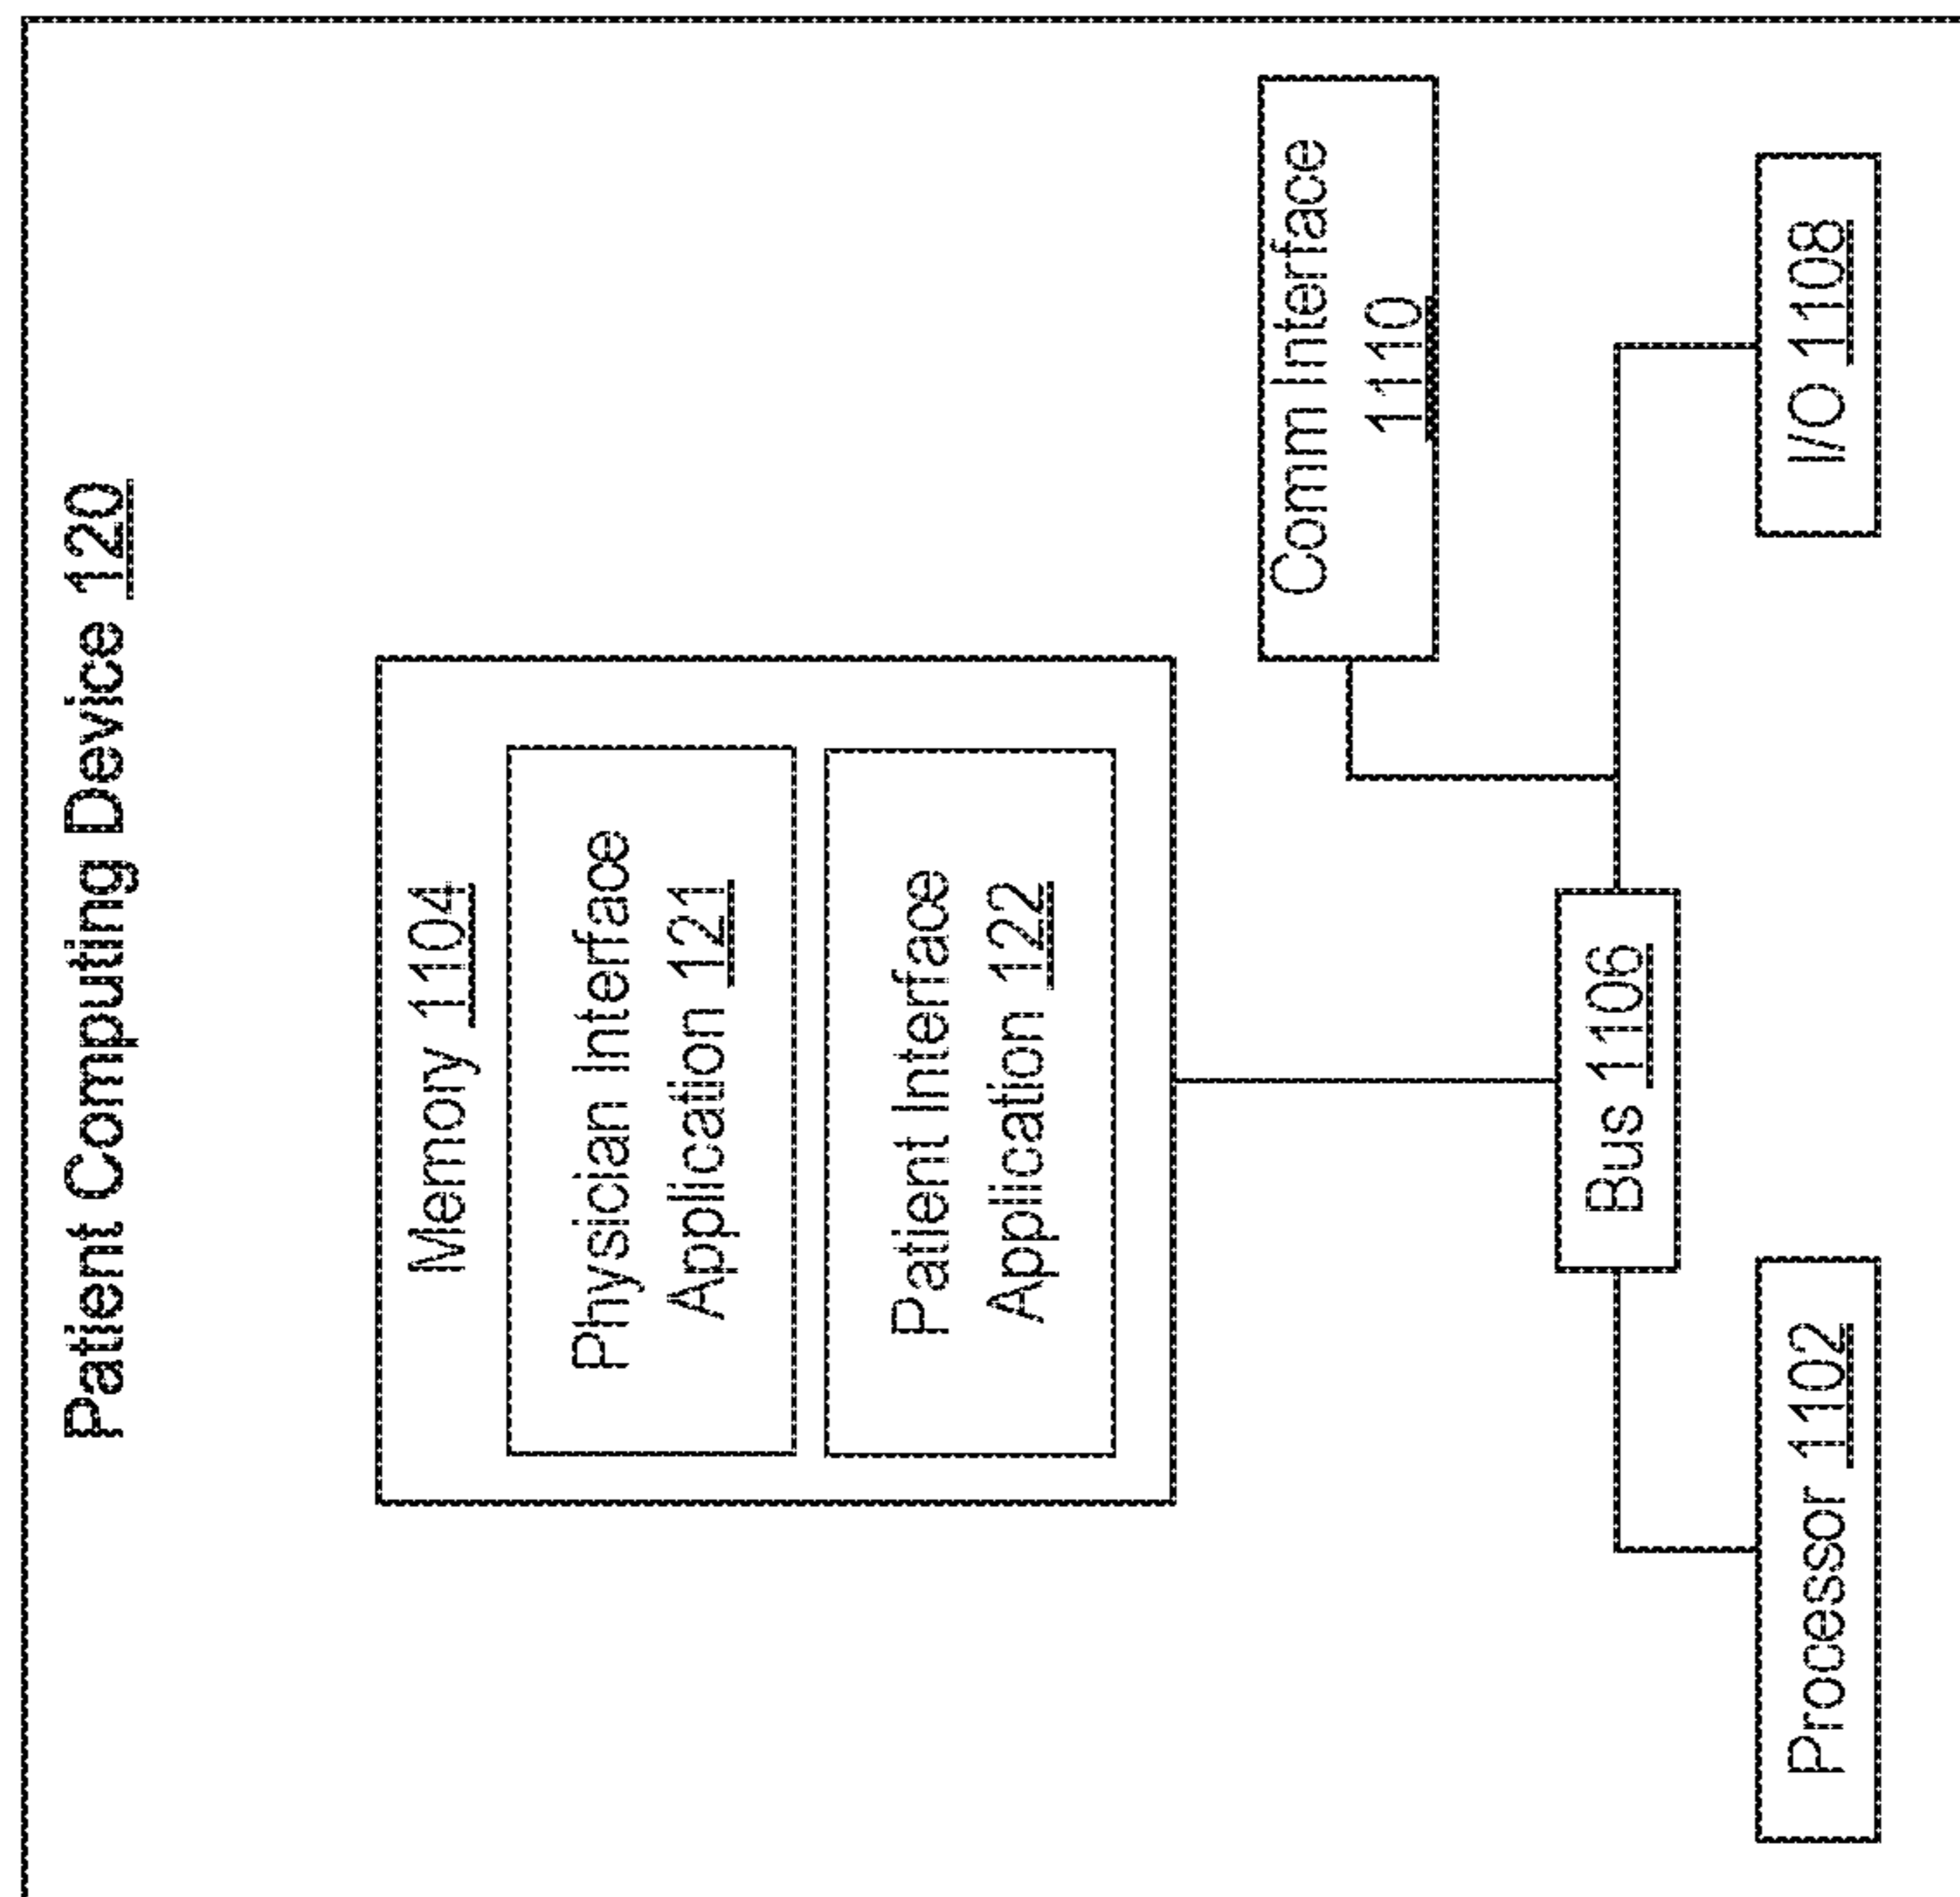 Patient Computing Device 120
Memory 1104
Physician Interface
Application 121
Patient Interface
Application 122
Comm Interface
1110
Bus 1106
Processor 1102
I/O 1108